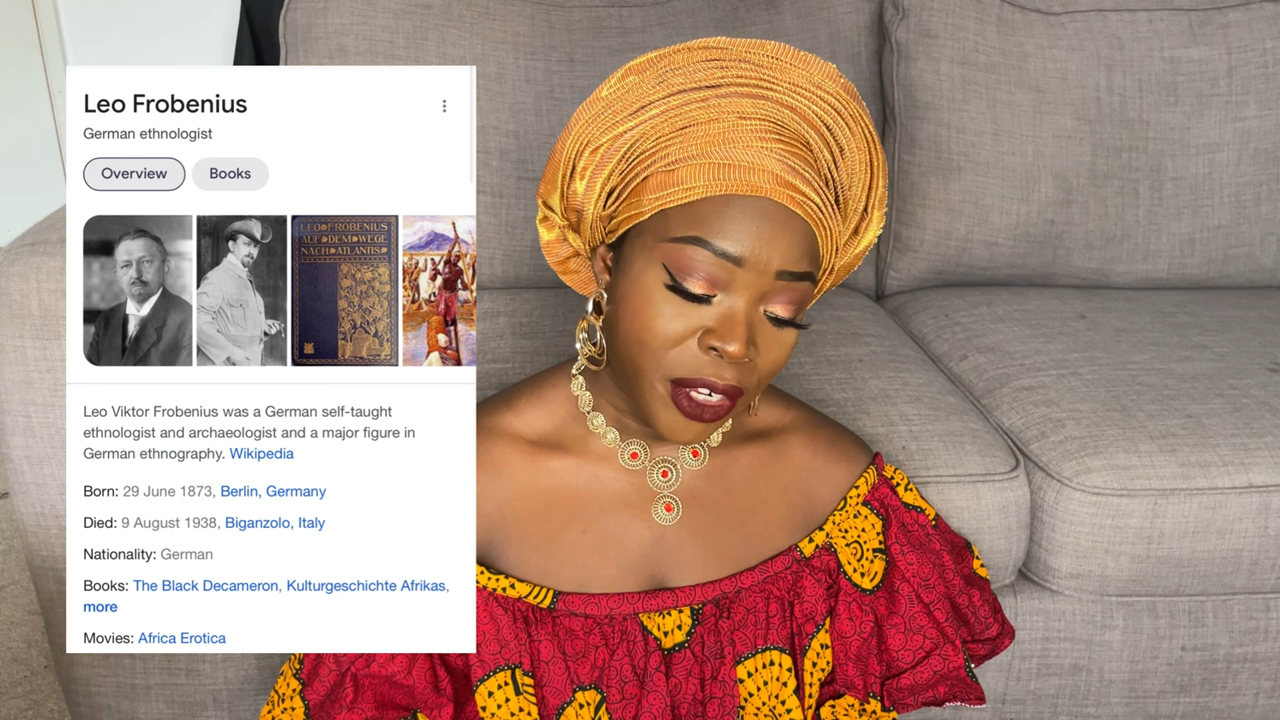 Leo Frobenius
German ethnologist
Overview
Books
LEO FROBENIUS
AUF DEM WEGE
NACH ATLANTIS
Leo Viktor Frobenius was a German self-taught
ethnologist and archaeologist and a major figure in
German ethnography. Wikipedia
Born: 29 June 1873, Berlin, Germany
Died: 9 August 1938, Biganzolo, Italy
Nationality: German
Books: The Black Decameron, Kulturgeschichte Afrikas,
more
Movies: Africa Erotica